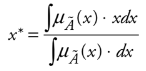 x* = ∫μ_Ã(x) · xdx / ∫μ_Ã(x) · dx